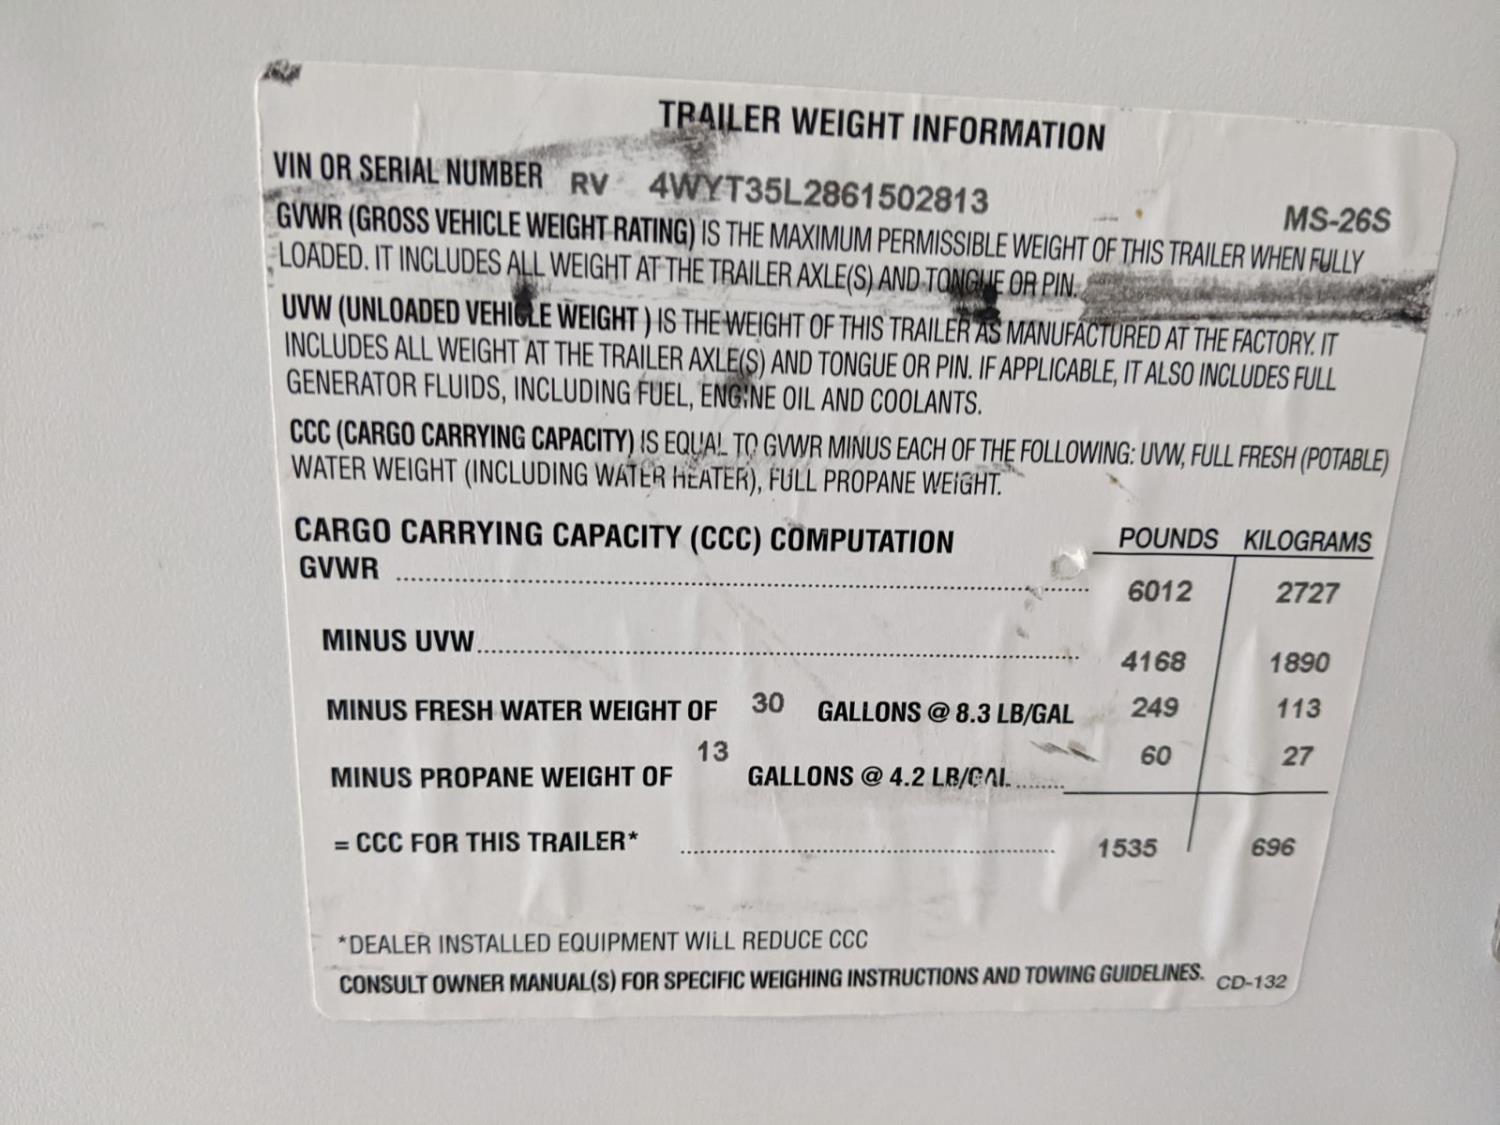 TRAILER WEIGHT INFORMATION
VIN OR SERIAL NUMBER RV 4WYT35L2861502813 MS-26S
GVWR (GROSS VEHICLE WEIGHT RATING) IS THE MAXIMUM PERMISSIBLE WEIGHT OF THIS TRAILER WHEN FULLY
LOADED. IT INCLUDES ALL WEIGHT AT THE TRAILER AXLE(S) AND TONGUE OR PIN.
UVW (UNLOADED VEHICLE WEIGHT ) IS THE WEIGHT OF THIS TRAILER AS MANUFACTURED AT THE FACTORY. IT
INCLUDES ALL WEIGHT AT THE TRAILER AXLE(S) AND TONGUE OR PIN. IF APPLICABLE, IT ALSO INCLUDES FULL
GENERATOR FLUIDS, INCLUDING FUEL, ENGINE OIL AND COOLANTS.
CCC (CARGO CARRYING CAPACITY) IS EQUAL TO GVWR MINUS EACH OF THE FOLLOWING: UVW, FULL FRESH (POTABLE)
WATER WEIGHT (INCLUDING WATER HEATER), FULL PROPANE WEIGHT.
CARGO CARRYING CAPACITY (CCC) COMPUTATION POUNDS KILOGRAMS
GVWR 6012 2727
MINUS UVW 4168 1890
MINUS FRESH WATER WEIGHT OF 30 GALLONS @ 8.3 LB/GAL 249 113
MINUS PROPANE WEIGHT OF 13 GALLONS @ 4.2 LB/GAL 60 27
= CCC FOR THIS TRAILER* 1535 696
*DEALER INSTALLED EQUIPMENT WILL REDUCE CCC
CONSULT OWNER MANUAL(S) FOR SPECIFIC WEIGHING INSTRUCTIONS AND TOWING GUIDELINES. CD-132